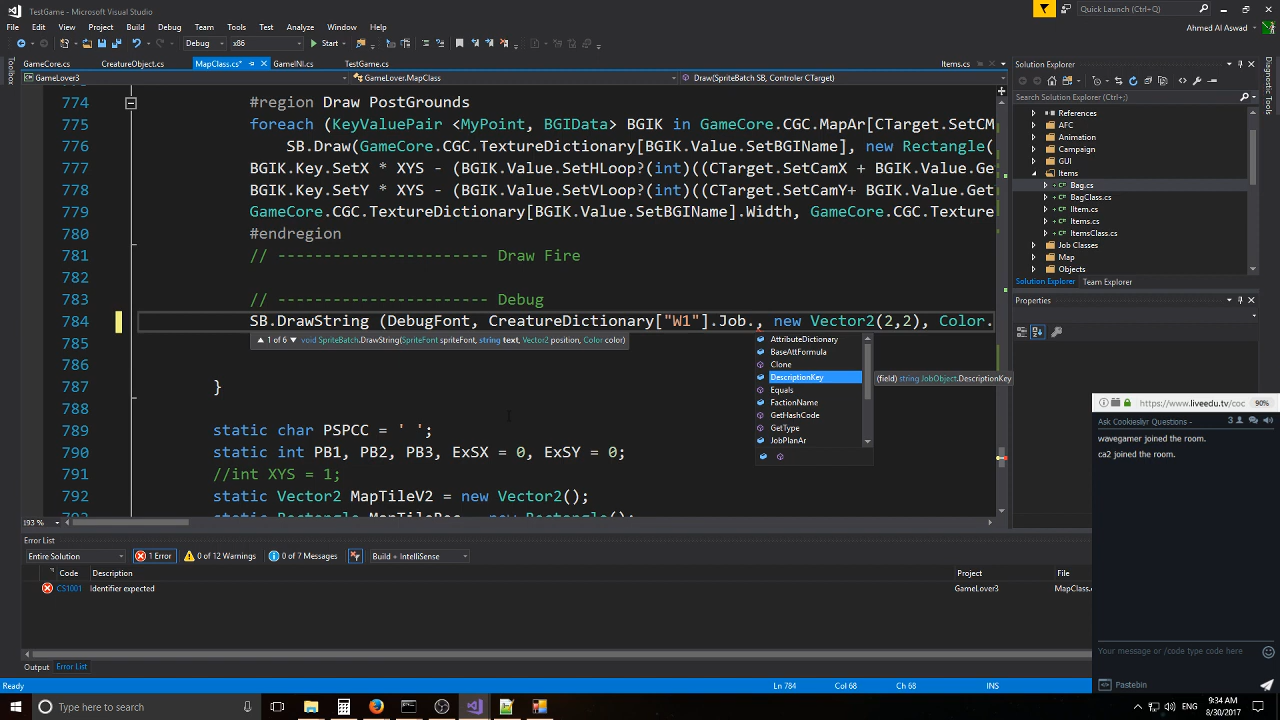 TestGame - Microsoft Visual Studio
Quick Launch (Ctrl+Q)
File Edit View Project Build Debug Team Tools Test Analyze Window Help
Ahmed Al Aswad
Debug x86 Start
GameCore.cs CreatureObject.cs MapClass.cs* GameINI.cs TestGame.cs Items.cs
GameLover3 GameLover.MapClass Draw(SpriteBatch SB, Controler CTarget)
Toolbox
774 #region Draw PostGrounds
775 foreach (KeyValuePair <MyPoint, BGIData> BGIK in GameCore.CGC.MapAr[CTarget.SetCM
776 SB.Draw(GameCore.CGC.TextureDictionary[BGIK.Value.SetBGIName], new Rectangle(
777 BGIK.Key.SetX * XYS - (BGIK.Value.SetHLoop?(int)((CTarget.SetCamX + BGIK.Value.Ge
778 BGIK.Key.SetY * XYS - (BGIK.Value.SetVLoop?(int)((CTarget.SetCamY+ BGIK.Value.Get
779 GameCore.CGC.TextureDictionary[BGIK.Value.SetBGIName].Width, GameCore.CGC.Texture
780 #endregion
781 // ----------------------- Draw Fire
782
783 // ----------------------- Debug
784 SB.DrawString (DebugFont, CreatureDictionary["W1"].Job., new Vector2(2,2), Color.
785 1 of 6 void SpriteBatch.DrawString(SpriteFont spriteFont, string text, Vector2 position, Color color)
AttributeDictionary
BaseAttFormula
786
Clone
DescriptionKey
(field) string JobObject.DescriptionKey
787 }
Equals
FactionName
788
GetHashCode
GetType
789 static char PSPCC = ' ';
JobPlanAr
790 static int PB1, PB2, PB3, ExSX = 0, ExSY = 0;
791 //int XYS = 1;
792 static Vector2 MapTileV2 = new Vector2();
193 %
Solution Explorer
Search Solution Explorer (Ctrl+;)
References
AFC
Animation
Campaign
GUI
Items
Bag.cs
BagClass.cs
IItem.cs
Items.cs
ItemsClass.cs
Job Classes
Map
Objects
Solution Explorer Team Explorer
Properties
Diagnostic Tools
Error List
Entire Solution 1 Error 0 of 12 Warnings 0 of 7 Messages Build + IntelliSense
Code Description Project File
CS1001 Identifier expected GameLover3 MapClass.cs
Output Error List
Ready Ln 784 Col 68 Ch 68 INS
https://www.liveedu.tv/coc 90%
Ask Cookiesliyr Questions - 3
wavegamer joined the room.
ca2 joined the room.
Your message or /code type code here
Pastebin
Type here to search
ENG
9:34 AM
8/30/2017